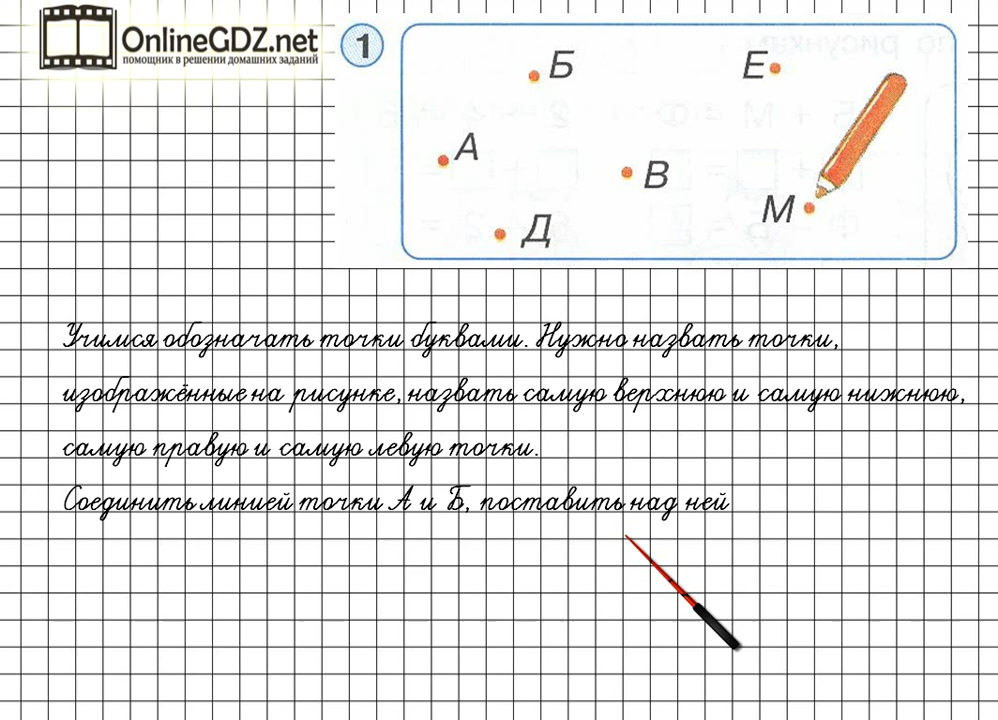 OnlineGDZ.net
помощник в решении домашних заданий
1
Б
Е
А
В
М
Д
Учимся обозначать точки буквами. Нужно назвать точки,
изображённые на рисунке, назвать самую верхнюю и самую нижнюю,
самую правую и самую левую точки.
Соединить линией точки А и Б, поставить над ней